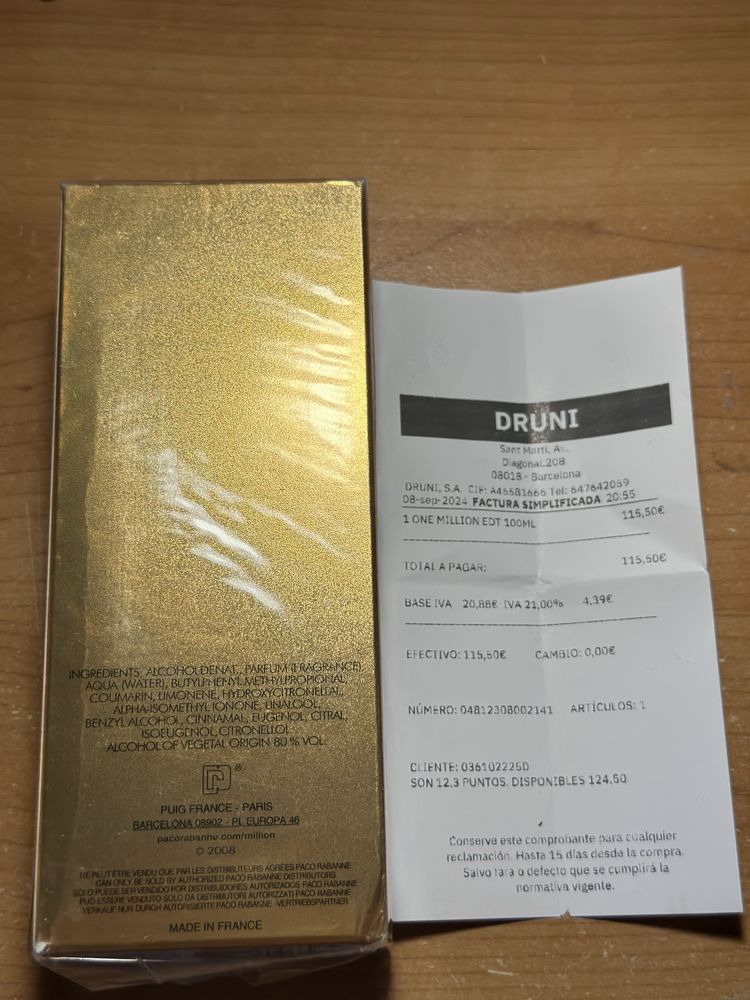 INGREDIENTS: ALCOHOL DENAT., PARFUM (FRAGRANCE)
AQUA (WATER), BUTYLPHENYL METHYLPROPIONAL,
COUMARIN, LIMONENE, HYDROXYCITRONELLAL,
ALPHA-ISOMETHYL IONONE, LINALOOL,
BENZYL ALCOHOL, CINNAMAL, EUGENOL, CITRAL,
ISOEUGENOL, CITRONELLOL.
ALCOHOL OF VEGETAL ORIGIN 80 % VOL.
®
PUIG FRANCE - PARIS
BARCELONA 08902 - PL EUROPA 46
pacorabanne.com/million
© 2008
NE PEUT ÊTRE VENDU QUE PAR LES DISTRIBUTEURS AGRÉES PACO RABANNE
CAN ONLY BE SOLD BY AUTHORIZED PACO RABANNE DISTRIBUTORS
SOLO PUEDE SER VENDIDO POR DISTRIBUIDORES AUTORIZADOS PACO RABANNE
PUO ESSERE VENDUTO SOLO DA DISTRIBUTORI AUTORIZZATI PACO RABANNE
VERKAUF NUR DURCH AUTORISIERTE PACO RABANNE -VERTRIEBSPARTNER
MADE IN FRANCE
DRUNI
Sant Martí, Av.
Diagonal,208
08018 - Barcelona
DRUNI, S.A. CIF: A46581666 Tel: 647642059
08-sep-2024 FACTURA SIMPLIFICADA 20:55
1 ONE MILLION EDT 100ML 115,50€
TOTAL A PAGAR: 115,50€
BASE IVA 20,88€ IVA 21,00% 4,39€
EFECTIVO: 115,50€ CAMBIO: 0,00€
NÚMERO: 04812308002141 ARTÍCULOS: 1
CLIENTE: 036102226D
SON 12,3 PUNTOS. DISPONIBLES 124,50
Conserve este comprobante para cualquier
reclamación. Hasta 15 días desde la compra.
Salvo tara o defecto que se cumplirá la
normativa vigente.